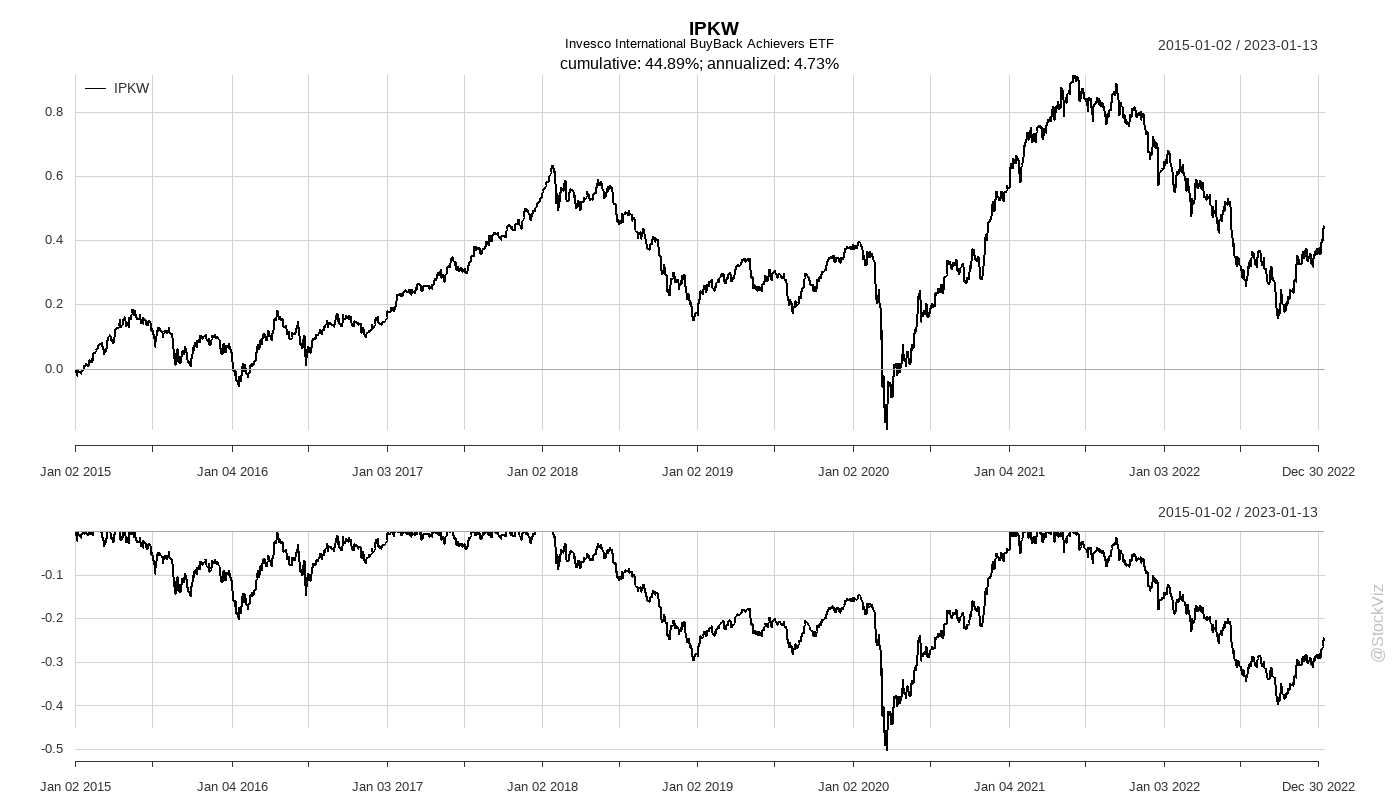 IPKW
Invesco International BuyBack Achievers ETF
cumulative: 44.89%; annualized: 4.73%
2015-01-02 / 2023-01-13
IPKW
0.8
0.6
0.4
0.2
0.0
Jan 02 2015 Jan 04 2016 Jan 03 2017 Jan 02 2018 Jan 02 2019 Jan 02 2020 Jan 04 2021 Jan 03 2022 Dec 30 2022
2015-01-02 / 2023-01-13
-0.1
-0.2
-0.3
-0.4
-0.5
Jan 02 2015 Jan 04 2016 Jan 03 2017 Jan 02 2018 Jan 02 2019 Jan 02 2020 Jan 04 2021 Jan 03 2022 Dec 30 2022
@StockViz